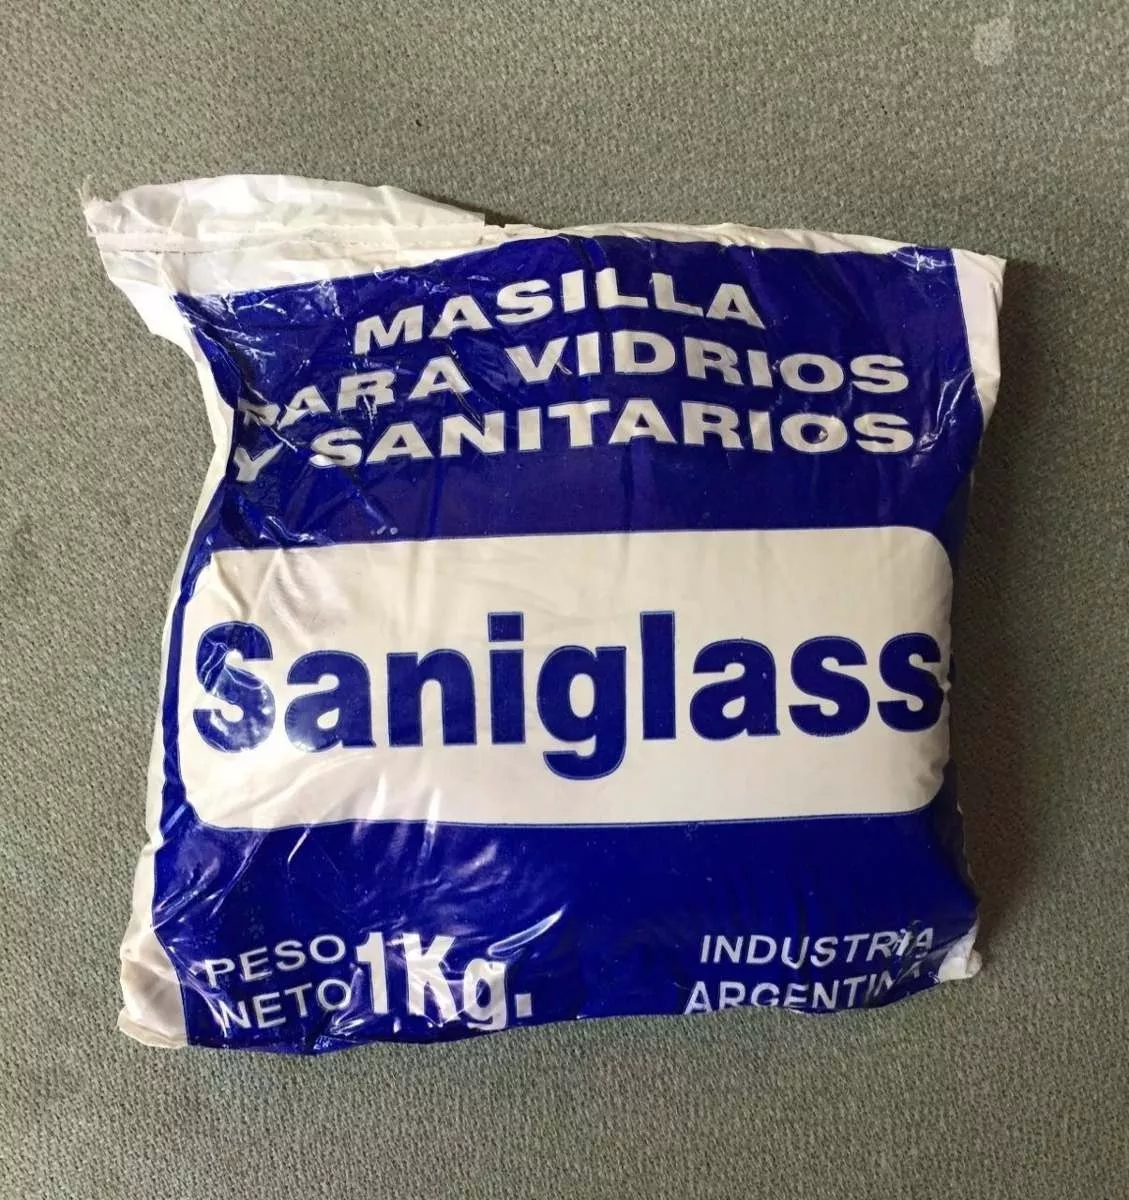 MASILLA
PARA VIDRIOS
Y SANITARIOS
Saniglass
PESO
NETO 1Kg.
INDUSTRIA
ARGENTINA